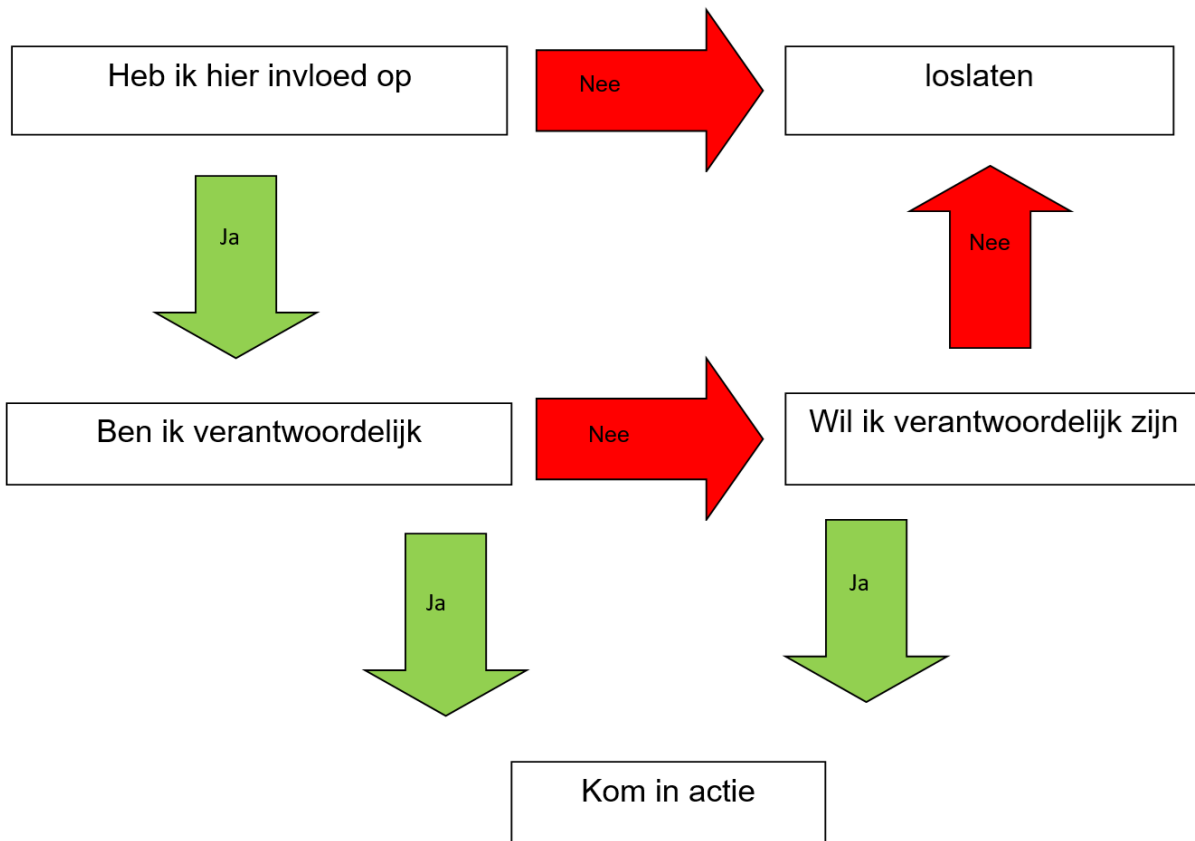 Heb ik hier invloed op
Nee
loslaten
Ja
Nee
Ben ik verantwoordelijk
Nee
Wil ik verantwoordelijk zijn
Ja
Ja
Kom in actie